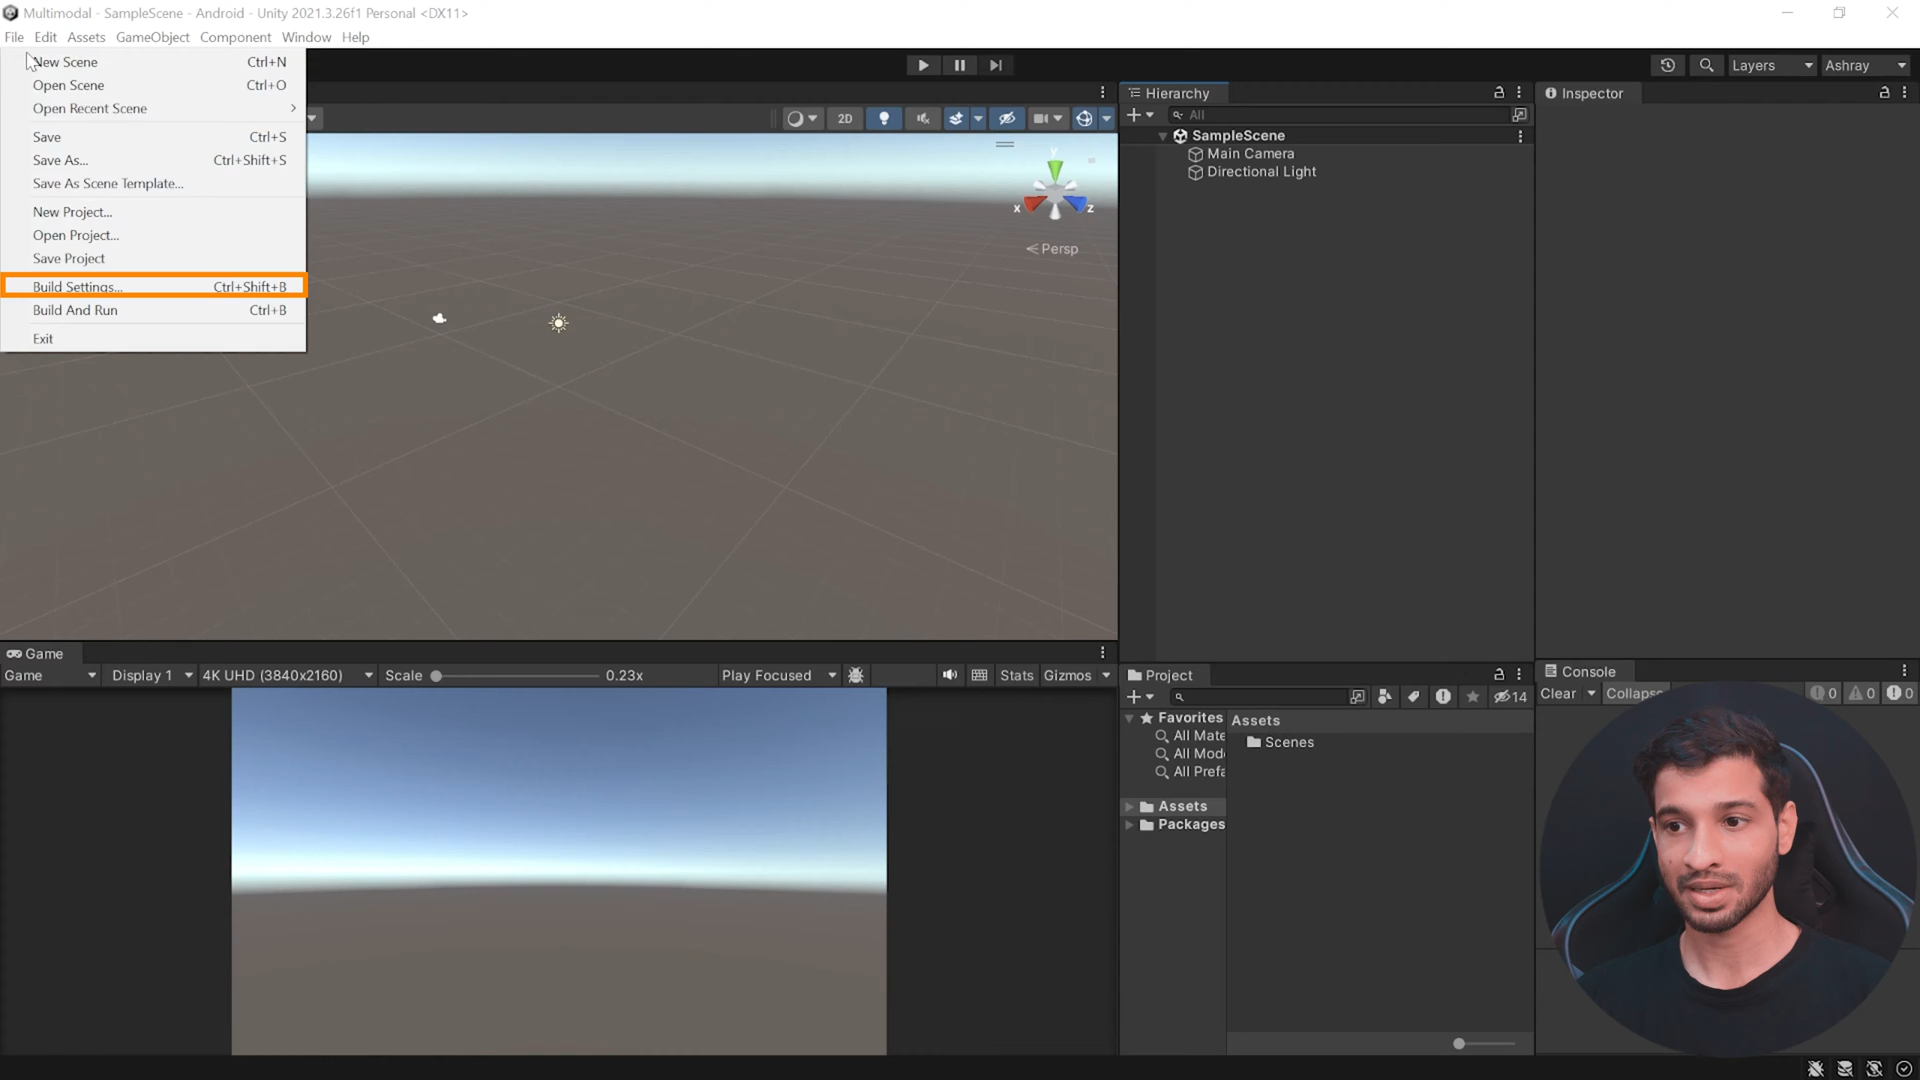 Multimodal - SampleScene - Android - Unity 2021.3.26f1 Personal <DX11>
File Edit Assets GameObject Component Window Help
New Scene Ctrl+N
Open Scene Ctrl+O
Open Recent Scene
Save Ctrl+S
Save As... Ctrl+Shift+S
Save As Scene Template...
New Project...
Open Project...
Save Project
Build Settings... Ctrl+Shift+B
Build And Run Ctrl+B
Exit
Layers Ashray
2D
y
x z
Persp
Hierarchy
All
SampleScene
Main Camera
Directional Light
Inspector
Game
Game Display 1 4K UHD (3840x2160) Scale 0.23x Play Focused Stats Gizmos
Project
14
Favorites
All Mate
All Mode
All Prefa
Assets
Packages
Assets
Scenes
Console
Clear Collapse 0 0 0